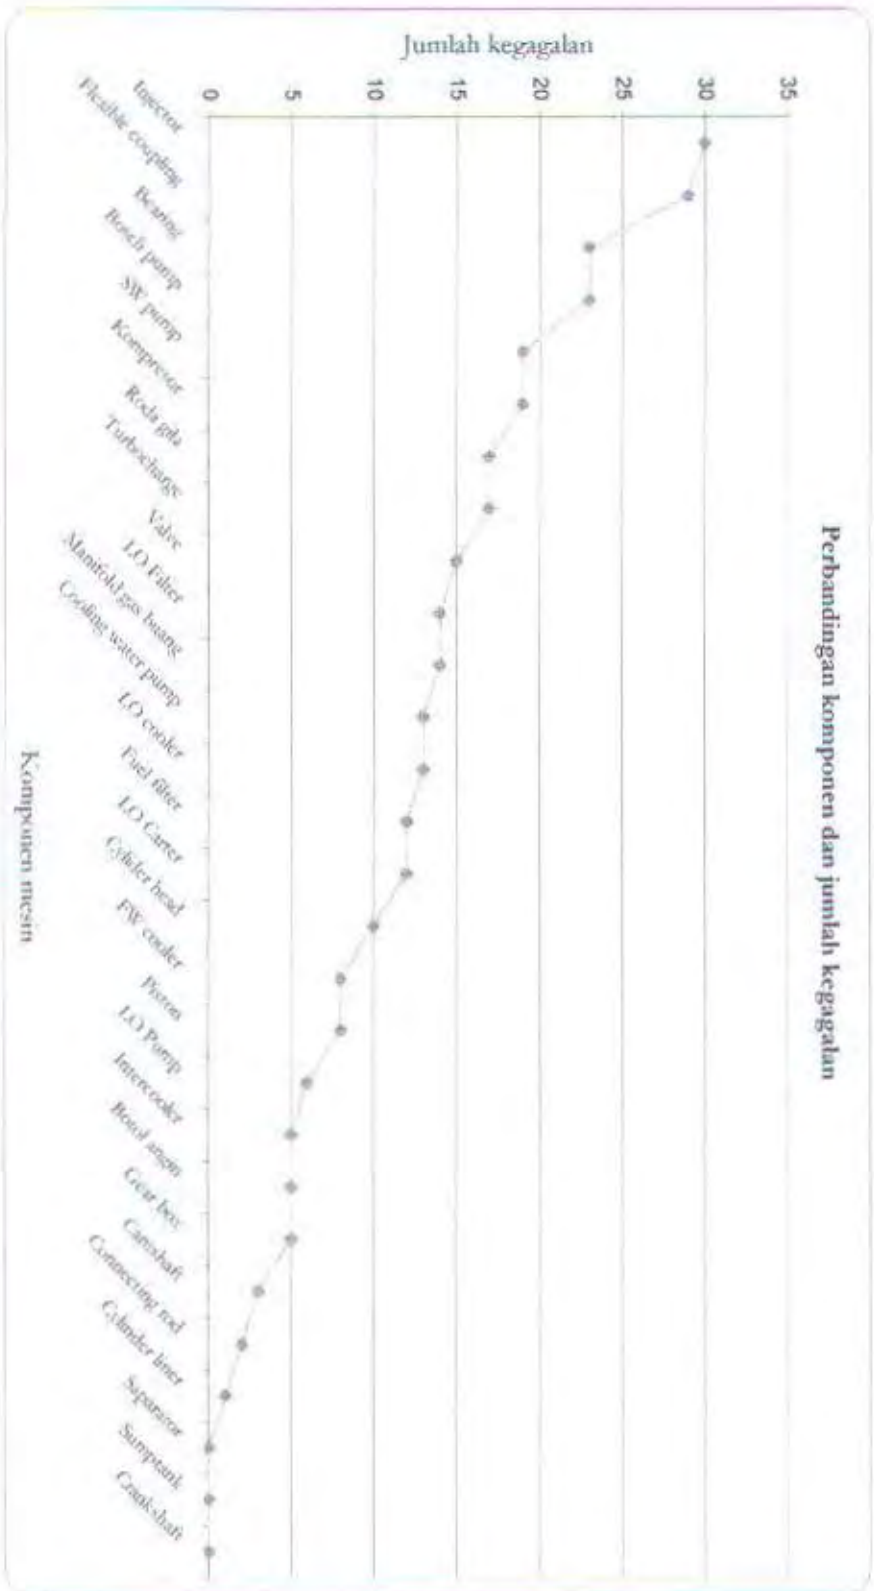 Perbandingan komponen dan jumlah kegagalan
Jumlah kegagalan
35
30
25
20
15
10
5
0
Injector
Flexible coupling
Bearing
Bosch pump
SW pump
Kompresor
Roda gila
Turbocharge
Valve
LO Filter
Manifold gas buang
Cooling water pump
LO cooler
Fuel filter
LO Carter
Cylider head
FW cooler
Piston
LO Pump
Intercooler
Botol angin
Gear box
Camshaft
Connecting rod
Cylinder liner
Saparator
Sumptank
Crankshaft
Komponen mesin